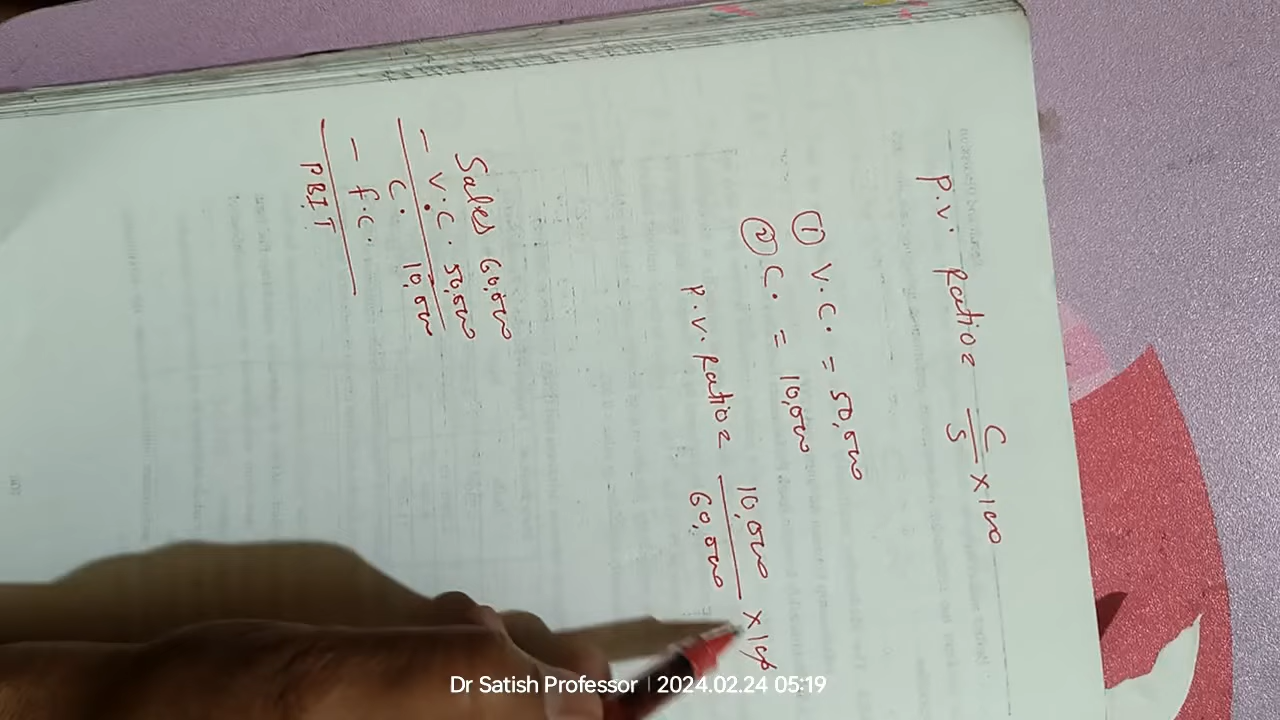 P.V. Ratio = C/S × 100
① V.C. = 50,000
② C. = 10,000
P.V. Ratio = 10,000/60,000 × 100
Sales 60,000
- V.C. 50,000
C. 10,000
- f.C.
PBIT
Dr Satish Professor | 2024.02.24 05:19